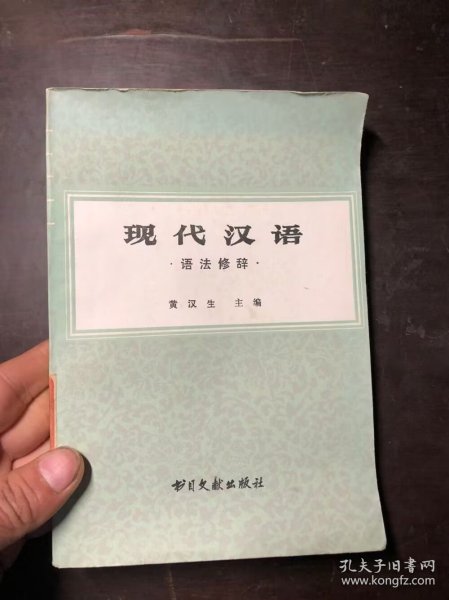 现代汉语
·语法修辞·
黄汉生 主编
书目文献出版社
孔夫子旧书网
www.kongfz.com